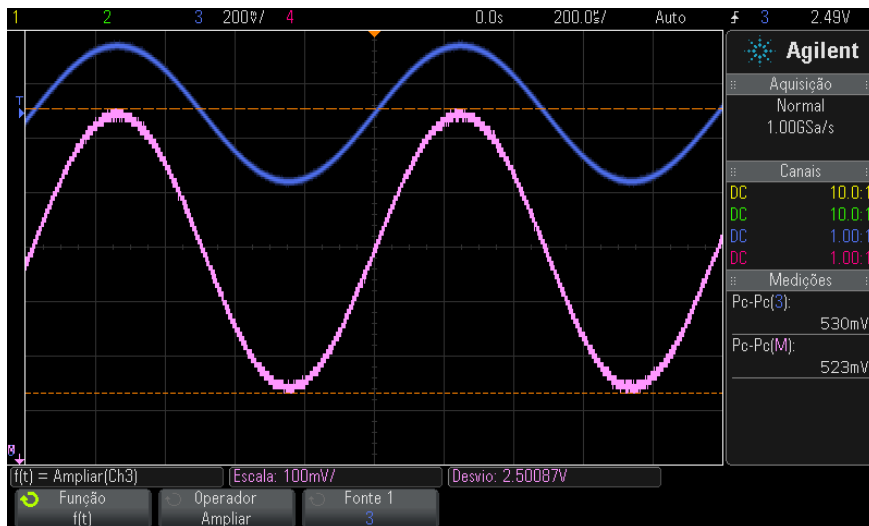 1 2 3 200㎷/ 4 0.0s 200.0㎲/ Auto 3 2.49V
Agilent
T
Aquisição
Normal
1.00GSa/s
Canais
DC 10.0:1
DC 10.0:1
DC 1.00:1
DC 1.00:1
Medições
Pc-Pc(3):
530mV
Pc-Pc(M):
523mV
M
f(t) = Ampliar(Ch3) Escala: 100mV/ Desvio: 2.50087V
Função Operador Fonte 1
f(t) Ampliar 3